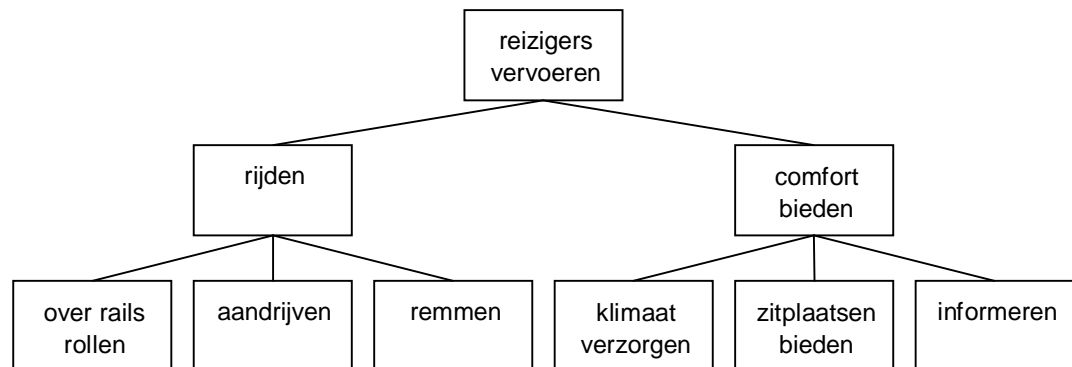 reizigers
vervoeren
rijden
comfort
bieden
over rails
rollen
aandrijven
remmen
klimaat
verzorgen
zitplaatsen
bieden
informeren